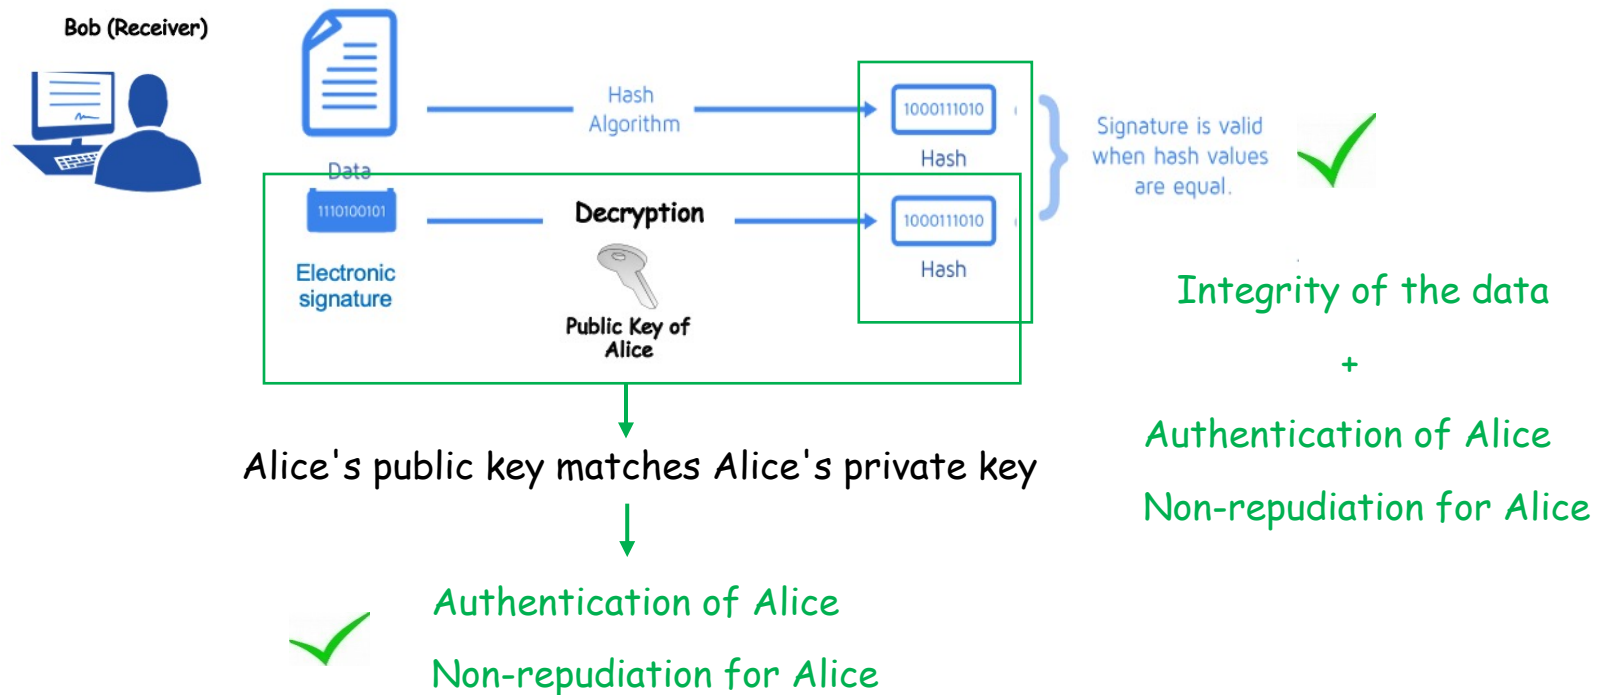 Bob (Receiver)
Hash
Algorithm
1000111010
Hash
Data
1110100101
Decryption
1000111010
Hash
Signature is valid
when hash values
are equal.
Electronic
signature
Public Key of
Alice
Integrity of the data
+
Authentication of Alice
Non-repudiation for Alice
Alice's public key matches Alice's private key
Authentication of Alice
Non-repudiation for Alice